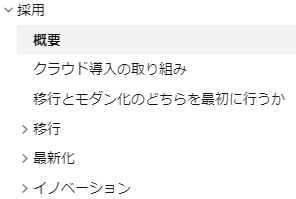 採用
概要
クラウド導入の取り組み
移行とモダン化のどちらを最初に行うか
移行
最新化
イノベーション